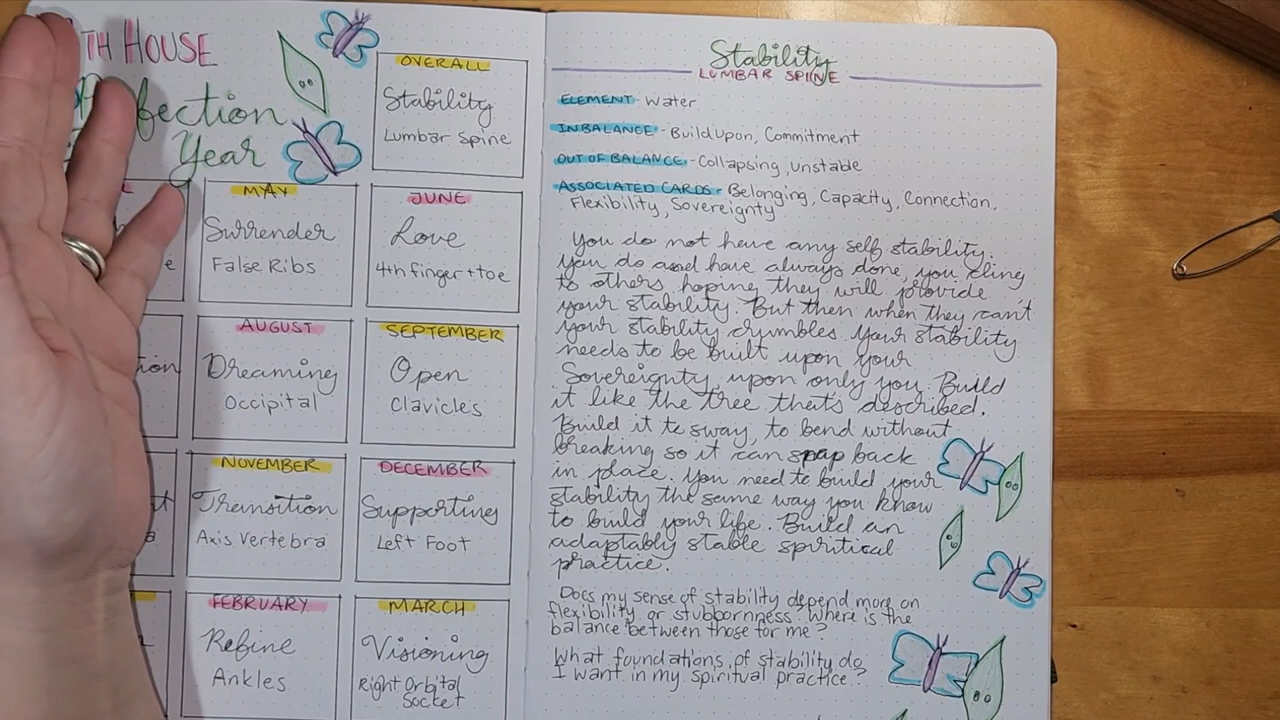 TH HOUSE
fection
Year
OVERALL
Stability
Lumbar Spine
MAY
Surrender
False Ribs
JUNE
Love
4th finger + toe
AUGUST
Dreaming
Occipital
SEPTEMBER
Open
Clavicles
NOVEMBER
Transition
Axis Vertebra
DECEMBER
Supporting
Left Foot
FEBRUARY
Refine
Ankles
MARCH
Visioning
Right Orbital
Socket
Stability
LUMBAR SPINE
ELEMENT- Water
IN BALANCE - Build Upon, Commitment
OUT OF BALANCE - Collapsing, Unstable
ASSOCIATED CARDS - Belonging, Capacity, Connection,
Flexibility, Sovereignty
You do not have any self stability.
You do and have always done, you cling
to others hoping they will provide
your stability. But then when they can't
your stability crumbles. Your stability
needs to be built upon your
Sovereignty, upon only you. Build
it like the tree that's described.
Build it to sway, to bend without
breaking so it can snap back
in place. You need to build your
stability the same way you know
to build your life. Build an
adaptably stable spiritical
practice.
Does my sense of stability depend more on
flexibility or stubbornness. Where is the
balance between those for me?
What foundations of stability do
I want in my spiritual practice?